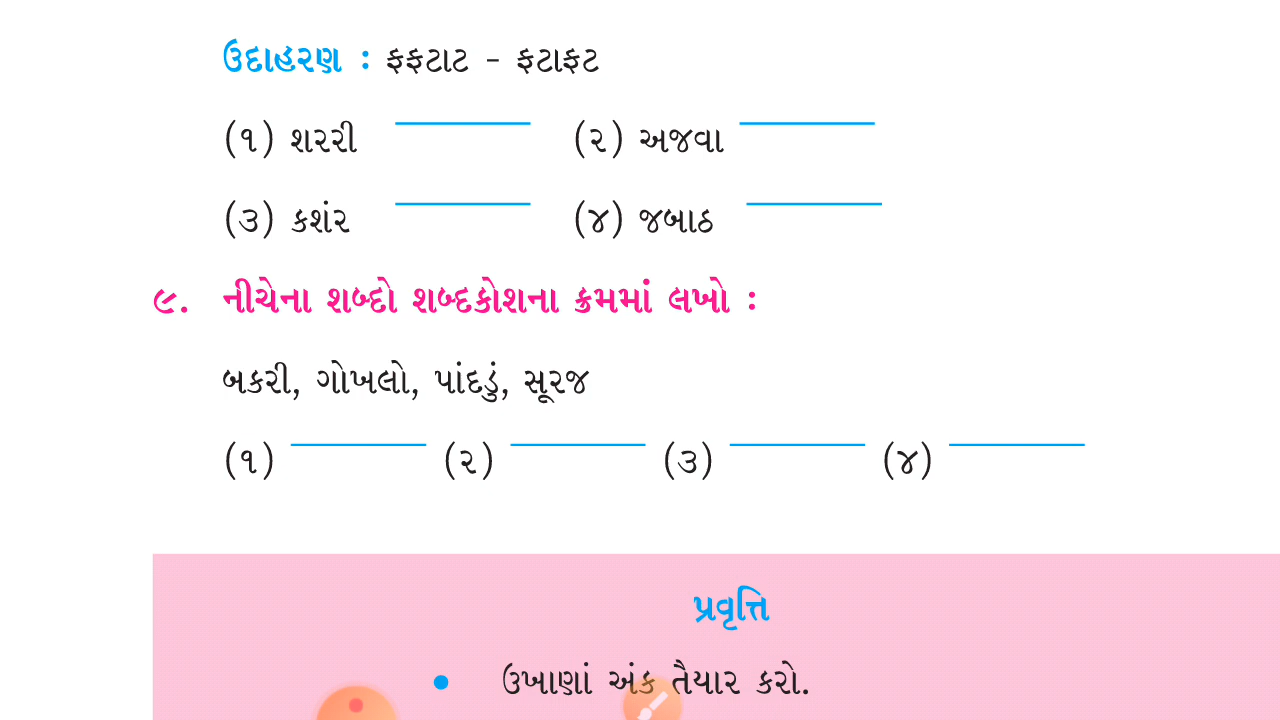 ઉદાહરણ : ફફટાટ - ફટાફટ
(૧) શરરી (૨) અજવા
(૩) કશંર (૪) જબાઠ
૯. નીચેના શબ્દો શબ્દકોશના ક્રમમાં લખો :
બકરી, ગોખલો, પાંદડું, સૂરજ
(૧) (૨) (૩) (૪)
પ્રવૃત્તિ
• ઉખાણાં અંક તૈયાર કરો.